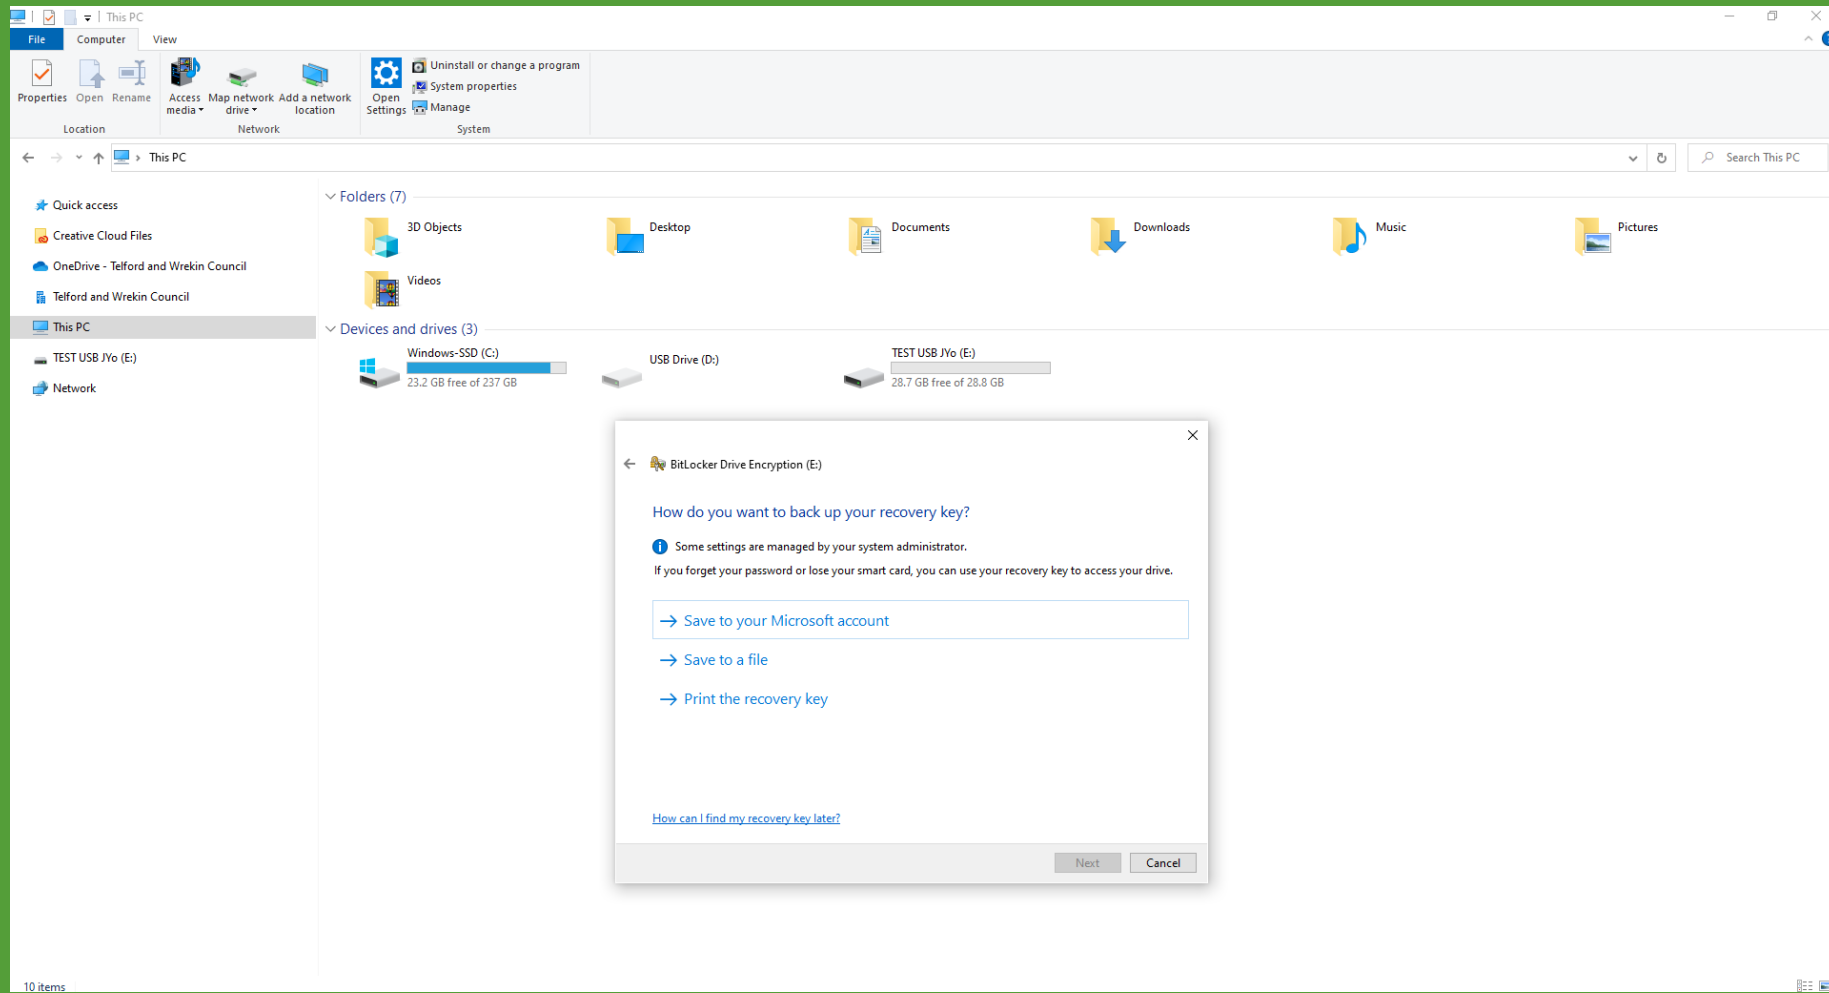 This PC
File Computer View
Properties Open Rename Access media Map network drive Add a network location Open Settings Uninstall or change a program
System properties
Manage
Location Network System
This PC Search This PC
Quick access
Creative Cloud Files
OneDrive - Telford and Wrekin Council
Telford and Wrekin Council
This PC
TEST USB JYo (E:)
Network
Folders (7)
3D Objects Desktop Documents Downloads Music Pictures
Videos
Devices and drives (3)
Windows-SSD (C:) USB Drive (D:) TEST USB JYo (E:)
23.2 GB free of 237 GB 28.7 GB free of 28.8 GB
BitLocker Drive Encryption (E:)
How do you want to back up your recovery key?
Some settings are managed by your system administrator.
If you forget your password or lose your smart card, you can use your recovery key to access your drive.
Save to your Microsoft account
Save to a file
Print the recovery key
How can I find my recovery key later?
Next Cancel
10 items